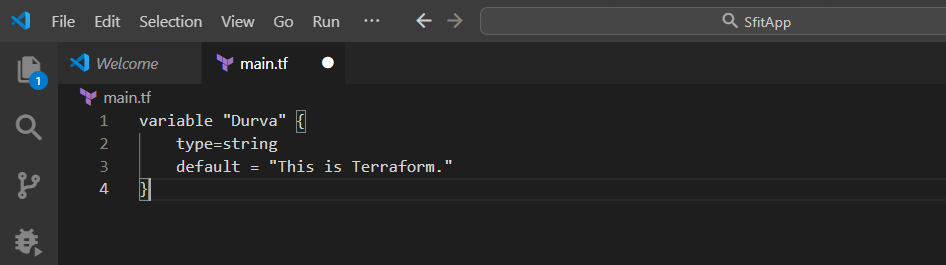 File Edit Selection View Go Run ··· SfitApp
Welcome main.tf
1
main.tf
1 variable "Durva" {
2 type=string
3 default = "This is Terraform."
4 }